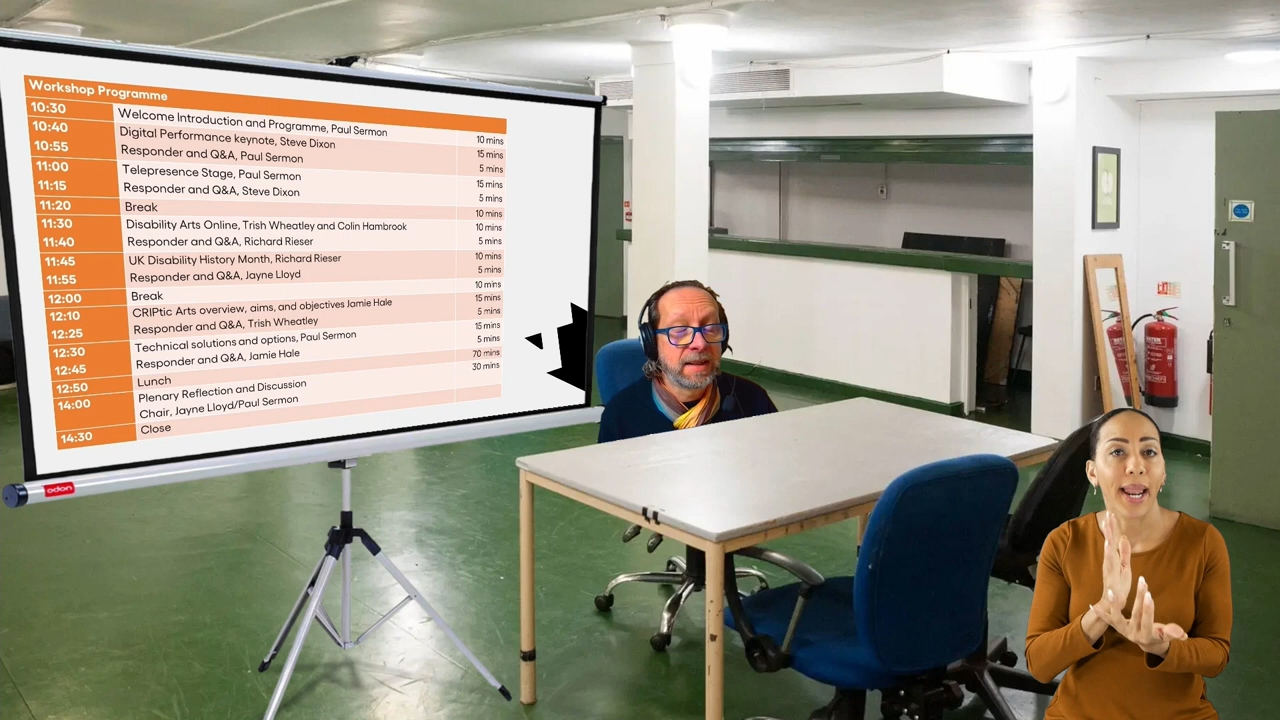 Workshop Programme
10:30 Welcome Introduction and Programme, Paul Sermon 10 mins
10:40 Digital Performance keynote, Steve Dixon 15 mins
10:55 Responder and Q&A, Paul Sermon 5 mins
11:00 Telepresence Stage, Paul Sermon 15 mins
11:15 Responder and Q&A, Steve Dixon 5 mins
11:20 Break 10 mins
11:30 Disability Arts Online, Trish Wheatley and Colin Hambrook 10 mins
11:40 Responder and Q&A, Richard Rieser 5 mins
11:45 UK Disability History Month, Richard Rieser 10 mins
11:55 Responder and Q&A, Jayne Lloyd 5 mins
12:00 Break 10 mins
12:10 CRIPtic Arts overview, aims, and objectives Jamie Hale 15 mins
12:25 Responder and Q&A, Trish Wheatley 5 mins
12:30 Technical solutions and options, Paul Sermon 15 mins
12:45 Responder and Q&A, Jamie Hale 5 mins
12:50 Lunch 70 mins
14:00 Plenary Reflection and Discussion 30 mins
Chair, Jayne Lloyd/Paul Sermon
14:30 Close
odon